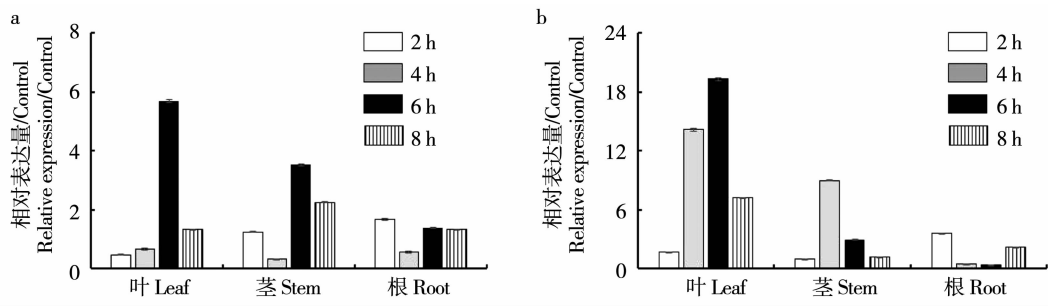 a
相对表达量/Control
Relative expression/Control
8
6
4
2
0
2 h
4 h
6 h
8 h
叶 Leaf
茎 Stem
根 Root
b
相对表达量/Control
Relative expression/Control
24
18
12
6
0
2 h
4 h
6 h
8 h
叶 Leaf
茎 Stem
根 Root